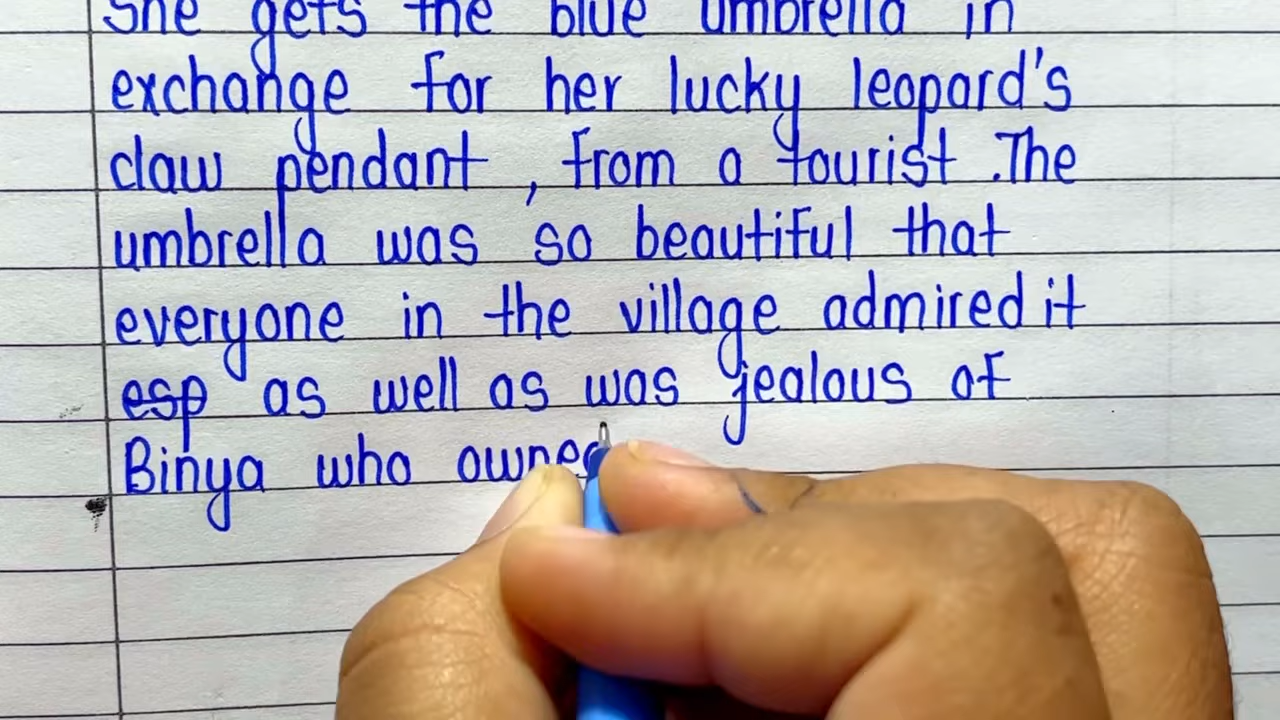 She gets the blue umbrella in
exchange for her lucky leopard's
claw pendant , from a tourist .The
umbrella was so beautiful that
everyone in the village admired it
esp as well as was jealous of
Binya who owned